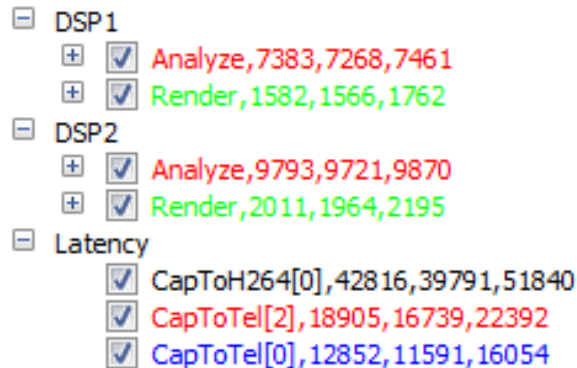 DSP1
Analyze,7383,7268,7461
Render,1582,1566,1762
DSP2
Analyze,9793,9721,9870
Render,2011,1964,2195
Latency
CapToH264[0],42816,39791,51840
CapToTel[2],18905,16739,22392
CapToTel[0],12852,11591,16054